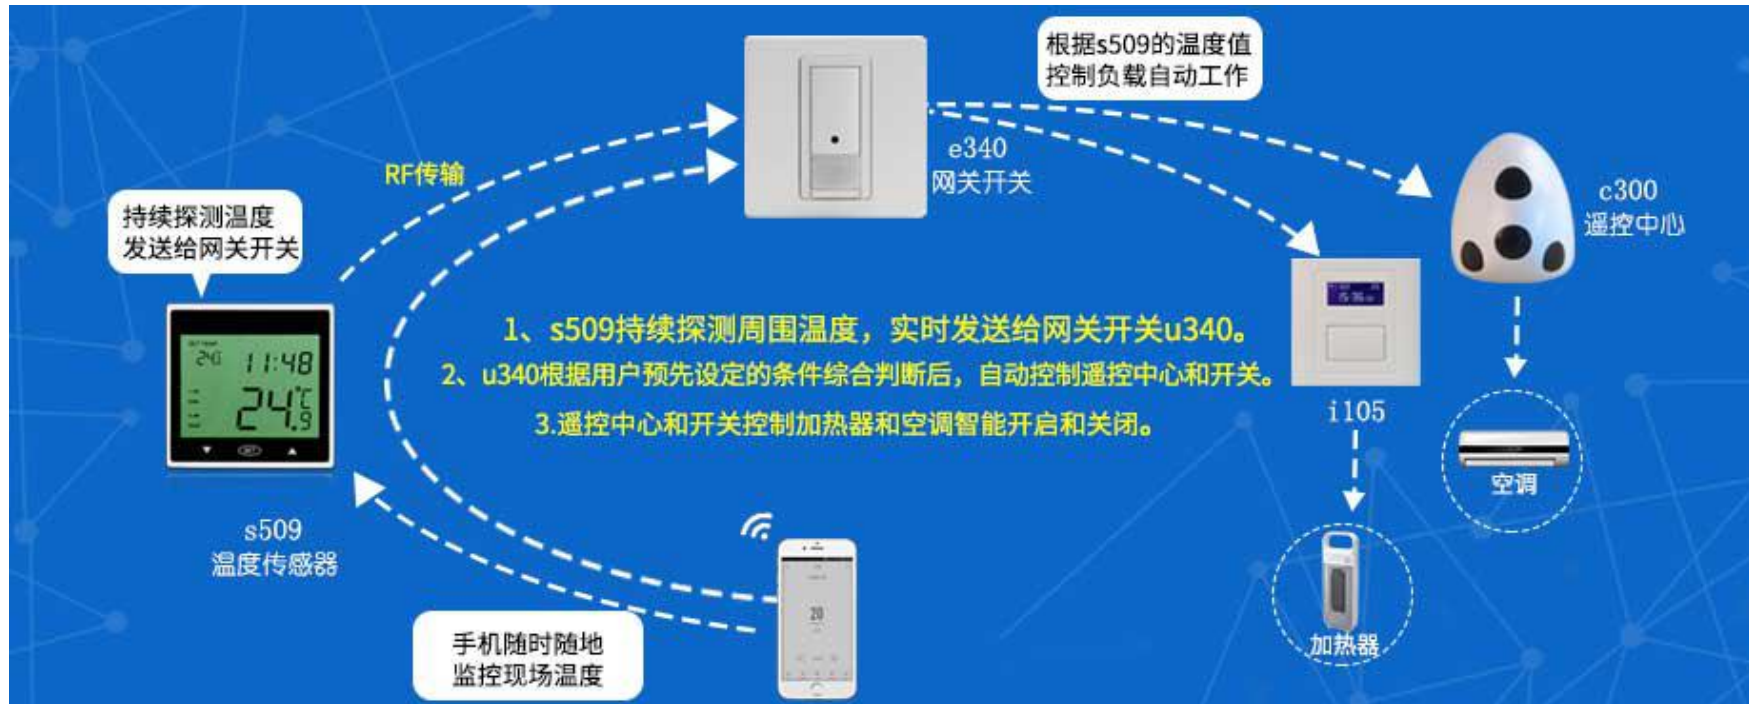 根据s509的温度值
控制负载自动工作
e340
网关开关
RF传输
c300
遥控中心
持续探测温度
发送给网关开关
1、s509持续探测周围温度，实时发送给网关开关u340。
2、u340根据用户预先设定的条件综合判断后，自动控制遥控中心和开关。
3.遥控中心和开关控制加热器和空调智能开启和关闭。
11:48
24.9℃
SET
i105
空调
s509
温度传感器
20
加热器
手机随时随地
监控现场温度